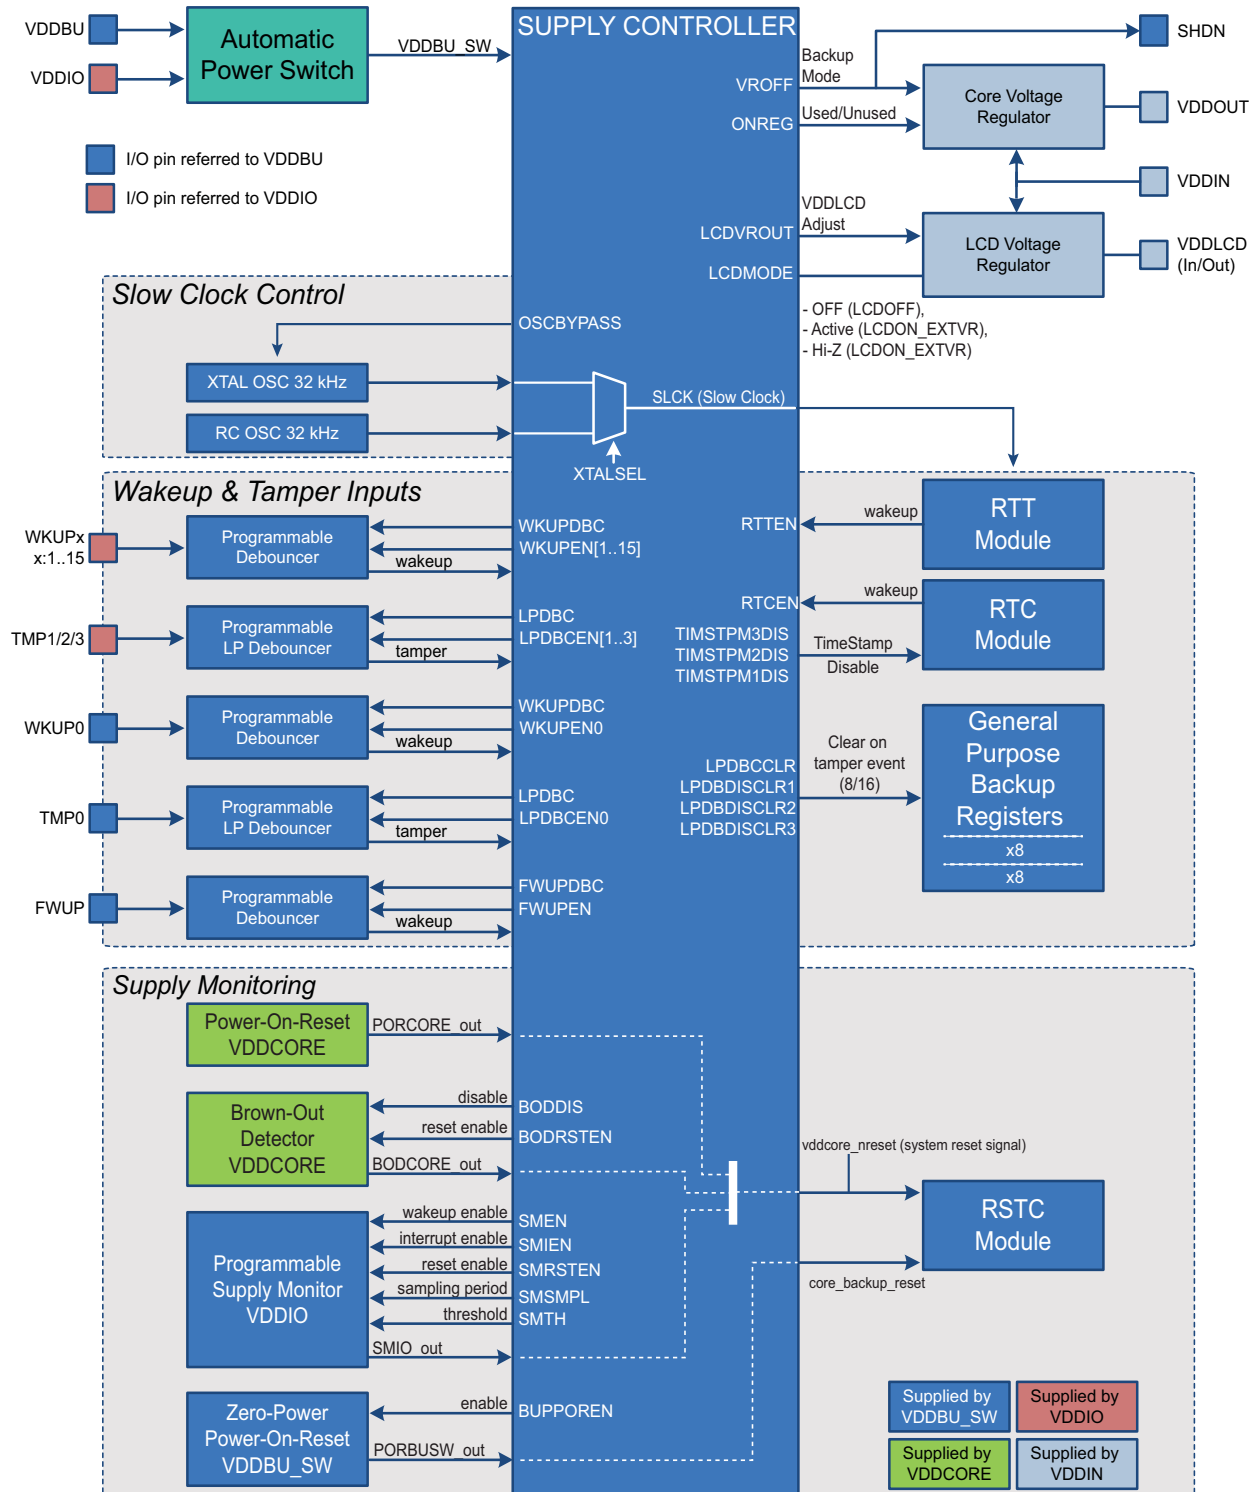 SUPPLY CONTROLLER
VDDBU
VDDIO
Automatic
Power Switch
VDDBU_SW
I/O pin referred to VDDBU
I/O pin referred to VDDIO
VROFF
Backup
Mode
ONREG
Used/Unused
SHDN
Core Voltage
Regulator
VDDOUT
VDDIN
LCDVROUT
VDDLCD
Adjust
LCDMODE
LCD Voltage
Regulator
VDDLCD
(In/Out)
- OFF (LCDOFF),
- Active (LCDON_EXTVR),
- Hi-Z (LCDON_EXTVR)
Slow Clock Control
OSCBYPASS
XTAL OSC 32 kHz
RC OSC 32 kHz
SLCK (Slow Clock)
XTALSEL
Wakeup & Tamper Inputs
WKUPx
x:1..15
Programmable
Debouncer
WKUPDBC
WKUPEN[1..15]
wakeup
TMP1/2/3
Programmable
LP Debouncer
LPDBC
LPDBCEN[1..3]
tamper
WKUP0
Programmable
Debouncer
WKUPDBC
WKUPEN0
wakeup
TMP0
Programmable
LP Debouncer
LPDBC
LPDBCEN0
tamper
FWUP
Programmable
Debouncer
FWUPDBC
FWUPEN
wakeup
RTTEN
wakeup
RTT
Module
RTCEN
wakeup
RTC
Module
TIMSTPM3DIS
TIMSTPM2DIS
TIMSTPM1DIS
TimeStamp
Disable
LPDBCCLR
LPDBDISCLR1
LPDBDISCLR2
LPDBDISCLR3
Clear on
tamper event
(8/16)
General
Purpose
Backup
Registers
x8
x8
Supply Monitoring
Power-On-Reset
VDDCORE
PORCORE_out
Brown-Out
Detector
VDDCORE
disable
BODDIS
reset enable
BODRSTEN
BODCORE_out
Programmable
Supply Monitor
VDDIO
wakeup enable
SMEN
interrupt enable
SMIEN
reset enable
SMRSTEN
sampling period
SMSMPL
threshold
SMTH
SMIO_out
Zero-Power
Power-On-Reset
VDDBU_SW
enable
BUPPOREN
PORBUSW_out
vddcore_nreset (system reset signal)
RSTC
Module
core_backup_reset
Supplied by
VDDBU_SW
Supplied by
VDDIO
Supplied by
VDDCORE
Supplied by
VDDIN